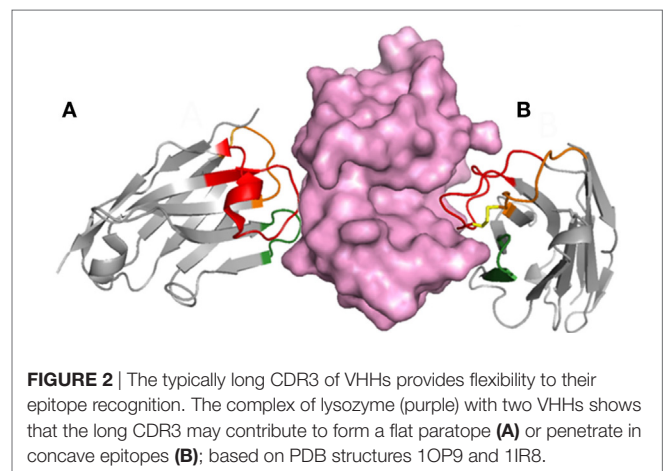 A
B
FIGURE 2 | The typically long CDR3 of VHHs provides flexibility to their
epitope recognition. The complex of lysozyme (purple) with two VHHs shows
that the long CDR3 may contribute to form a flat paratope (A) or penetrate in
concave epitopes (B); based on PDB structures 1OP9 and 1IR8.